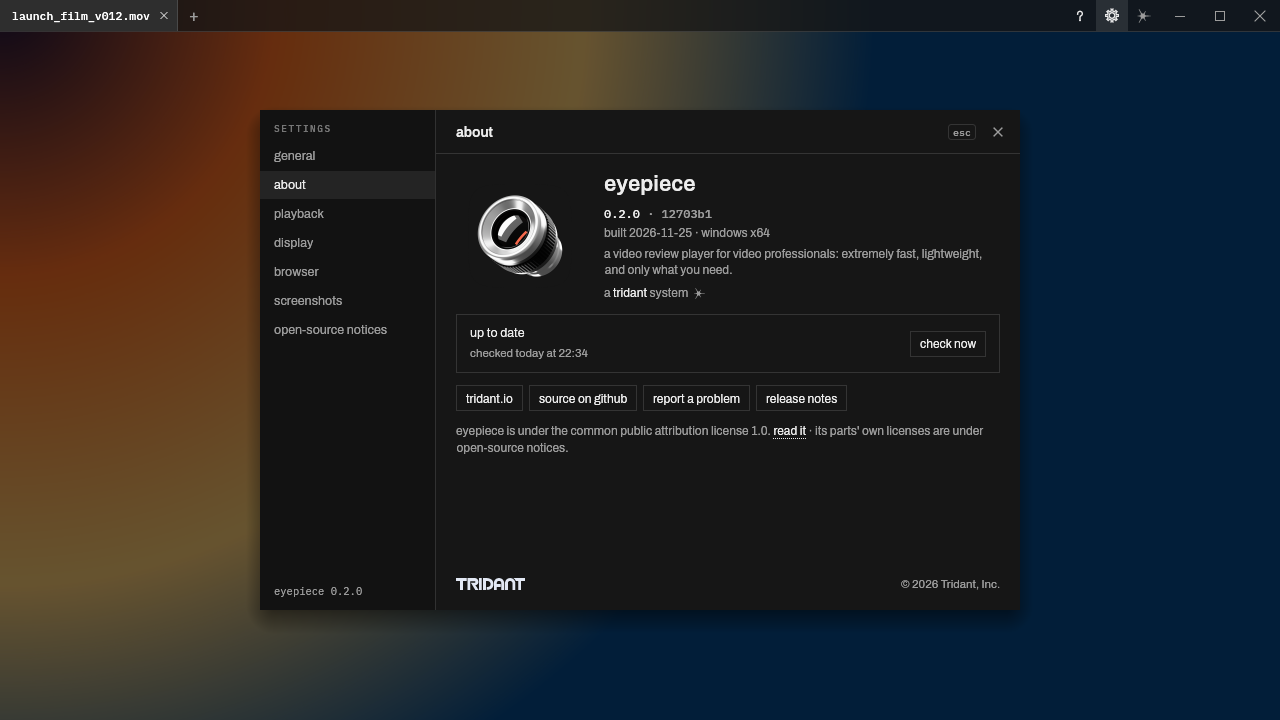 launch_film_v012.mov
?
SETTINGS
general
about
playback
display
browser
screenshots
open-source notices
eyepiece 0.2.0
about
esc
eyepiece
0.2.0 · 12703b1
built 2026-11-25 · windows x64
a video review player for video professionals: extremely fast, lightweight,
and only what you need.
a tridant system
up to date
checked today at 22:34
check now
tridant.io
source on github
report a problem
release notes
eyepiece is under the common public attribution license 1.0. read it · its parts' own licenses are under
open-source notices.
TRIDANT
© 2026 Tridant, Inc.